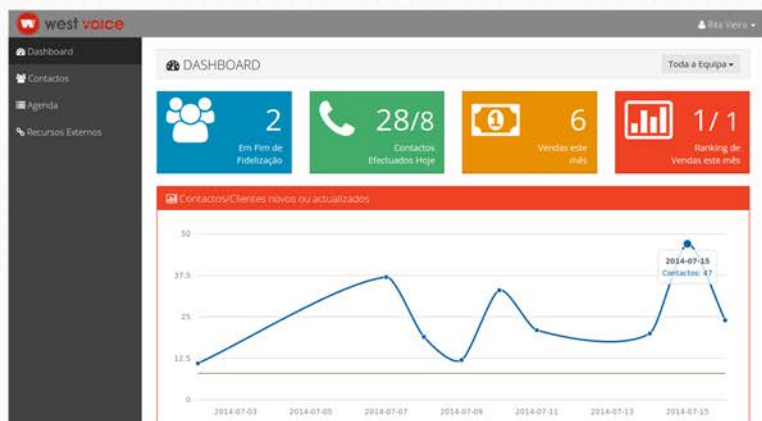 west voice
Rita Vieira
Dashboard
Contactos
Agenda
Recursos Externos
DASHBOARD
Toda a Equipa
2
Em Fim de
Fidelização
28/8
Contactos
Efectuados Hoje
6
Vendas este
mês
1/ 1
Ranking de
Vendas este mês
Contactos/Clientes novos ou actualizados
50
37.5
25
12.5
0
2014-07-15
Contactos: 47
2014-07-03
2014-07-05
2014-07-07
2014-07-09
2014-07-11
2014-07-13
2014-07-15